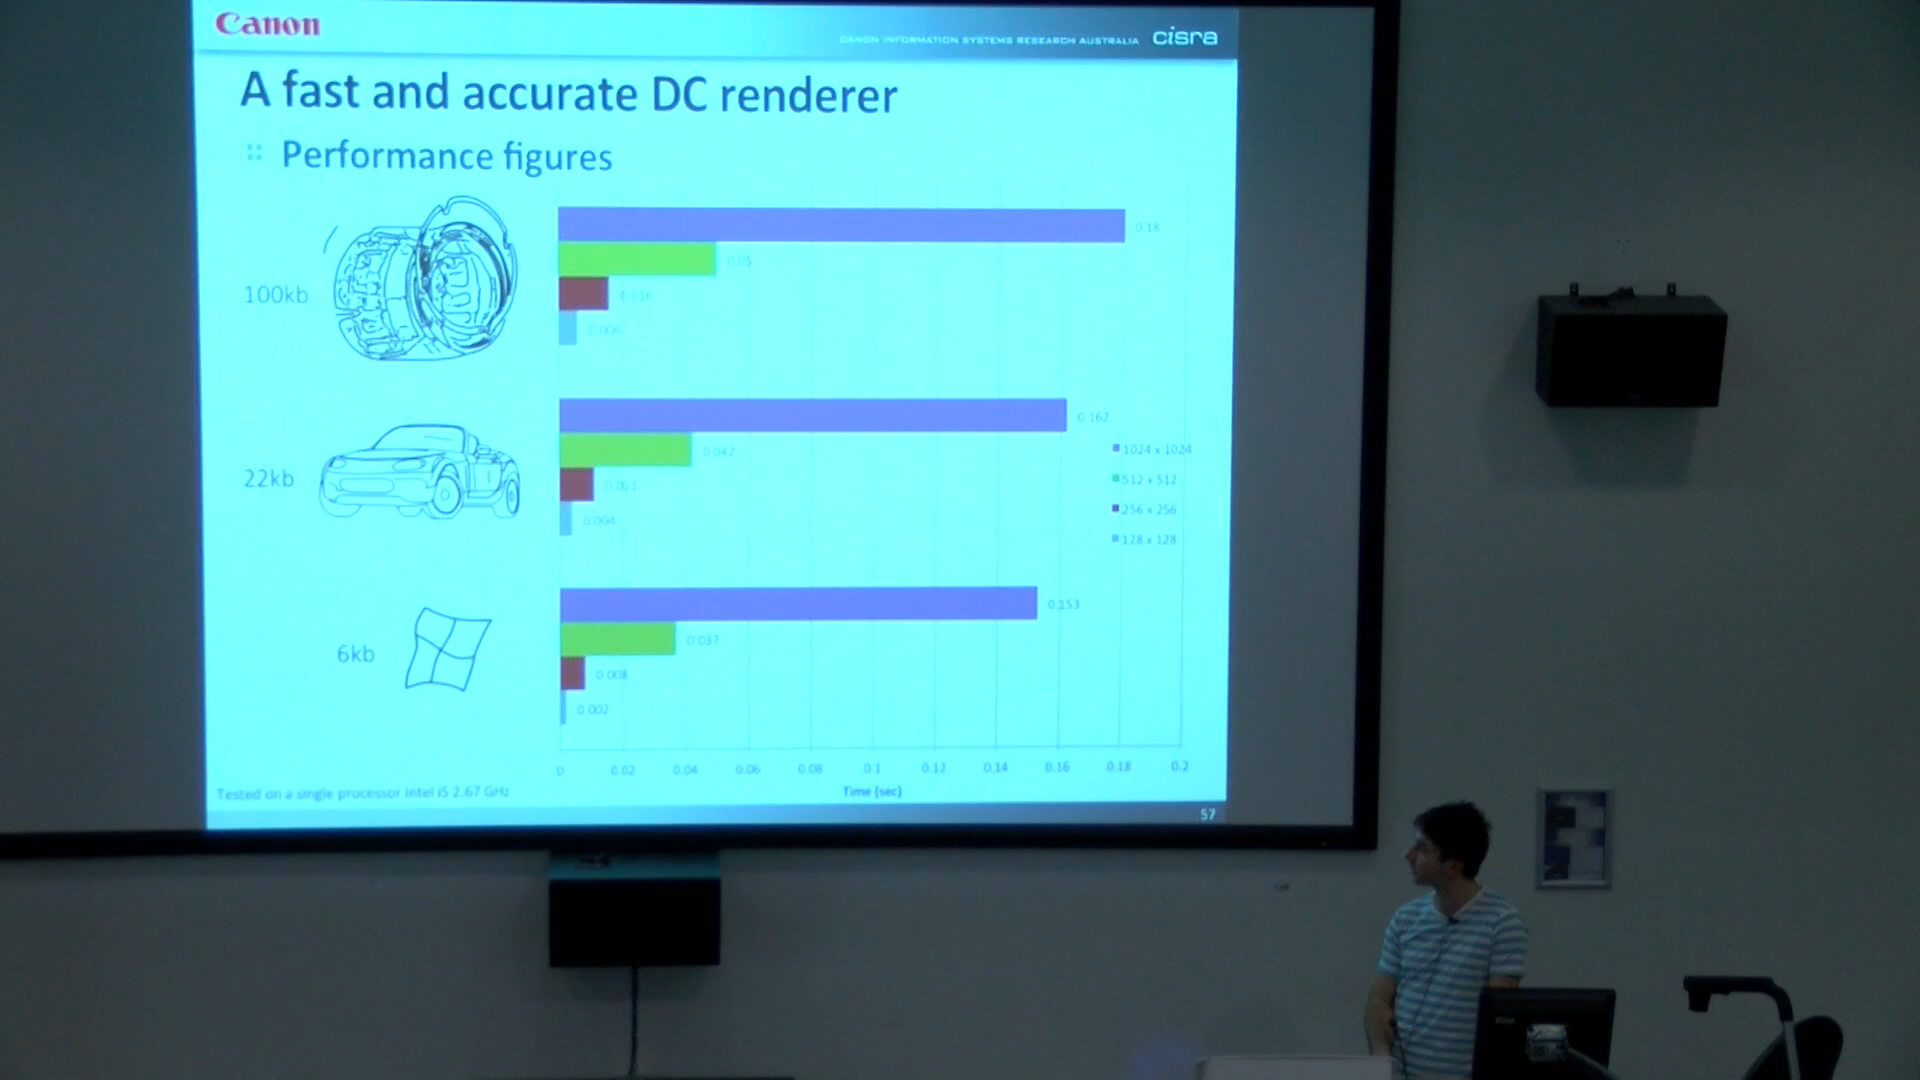 Canon
CANON INFORMATION SYSTEMS RESEARCH AUSTRALIA cisra
A fast and accurate DC renderer
Performance figures
0.18
0.05
0.016
100kb
0.006
0.162
0.042
1024 x 1024
22kb
512 x 512
0.011
256 x 256
0.004
128 x 128
0.153
0.037
6kb
0.008
0.002
0 0.02 0.04 0.06 0.08 0.1 0.12 0.14 0.16 0.18 0.2
Time (sec)
Tested on a single processor Intel i5 2.67 GHz
57